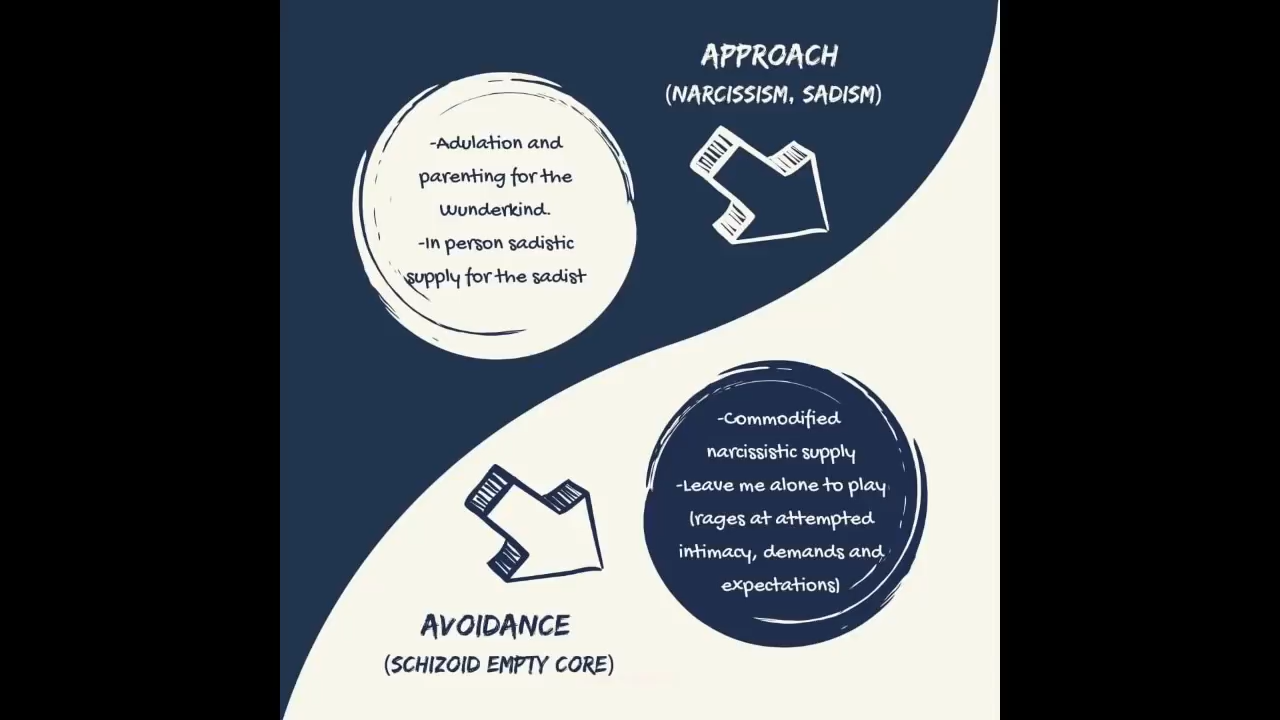 APPROACH
(NARCISSISM, SADISM)
-Adulation and
parenting for the
wunderkind.
-In person sadistic
supply for the sadist
-Commodified
narcissistic supply
-Leave me alone to play
(rages at attempted
intimacy, demands and
expectations)
AVOIDANCE
(SCHIZOID EMPTY CORE)